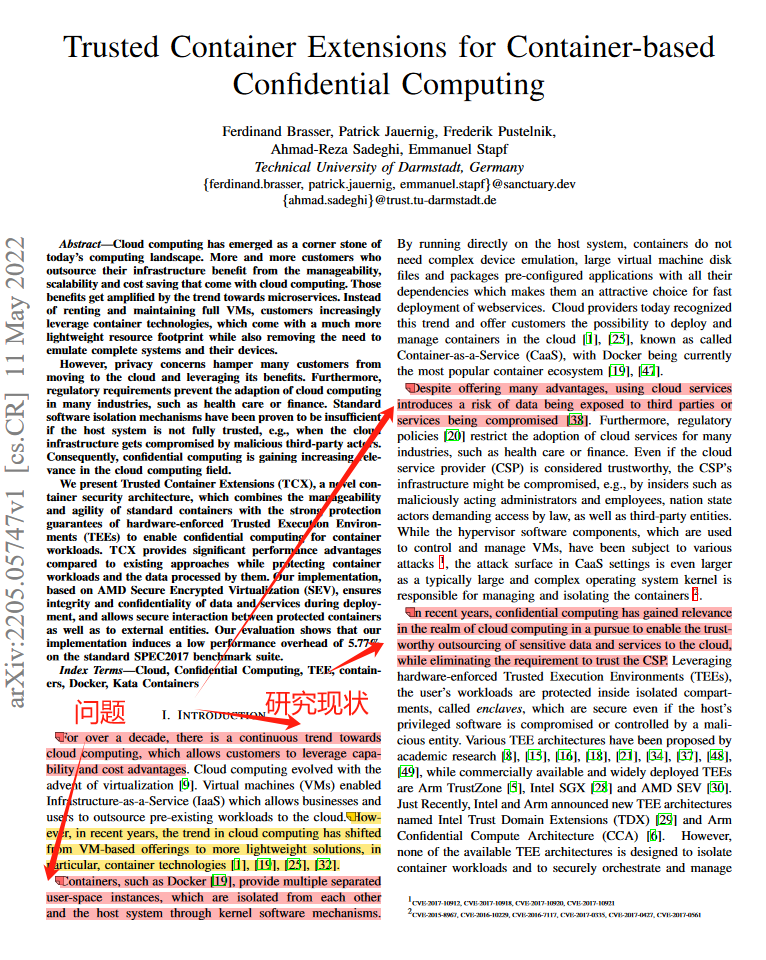 Trusted Container Extensions for Container-based
Confidential Computing
Ferdinand Brasser, Patrick Jauernig, Frederik Pustelnik,
Ahmad-Reza Sadeghi, Emmanuel Stapf
Technical University of Darmstadt, Germany
{ferdinand.brasser, patrick.jauernig, emmanuel.stapf}@sanctuary.dev
{ahmad.sadeghi}@trust.tu-darmstadt.de
arXiv:2205.05747v1 [cs.CR] 11 May 2022
Abstract—Cloud computing has emerged as a corner stone of
today's computing landscape. More and more customers who
outsource their infrastructure benefit from the manageability,
scalability and cost saving that come with cloud computing. Those
benefits get amplified by the trend towards microservices. Instead
of renting and maintaining full VMs, customers increasingly
leverage container technologies, which come with a much more
lightweight resource footprint while also removing the need to
emulate complete systems and their devices.
However, privacy concerns hamper many customers from
moving to the cloud and leveraging its benefits. Furthermore,
regulatory requirements prevent the adaption of cloud computing
in many industries, such as health care or finance. Standard
software isolation mechanisms have been proven to be insufficient
if the host system is not fully trusted, e.g., when the cloud
infrastructure gets compromised by malicious third-party actors.
Consequently, confidential computing is gaining increasing rele-
vance in the cloud computing field.
We present Trusted Container Extensions (TCX), a novel con-
tainer security architecture, which combines the manageability
and agility of standard containers with the strong protection
guarantees of hardware-enforced Trusted Execution Environ-
ments (TEEs) to enable confidential computing for container
workloads. TCX provides significant performance advantages
compared to existing approaches while protecting container
workloads and the data processed by them. Our implementation,
based on AMD Secure Encrypted Virtualization (SEV), ensures
integrity and confidentiality of data and services during deploy-
ment, and allows secure interaction between protected containers
as well as to external entities. Our evaluation shows that our
implementation induces a low performance overhead of 5.77%
on the standard SPEC2017 benchmark suite.
Index Terms—Cloud, Confidential Computing, TEE, contain-
ers, Docker, Kata Containers
问题
研究现状
I. INTRODUCTION
For over a decade, there is a continuous trend towards
cloud computing, which allows customers to leverage capa-
bility and cost advantages. Cloud computing evolved with the
advent of virtualization [9]. Virtual machines (VMs) enabled
Infrastructure-as-a-Service (IaaS) which allows businesses and
users to outsource pre-existing workloads to the cloud. How-
ever, in recent years, the trend in cloud computing has shifted
from VM-based offerings to more lightweight solutions, in
particular, container technologies [1], [19], [25], [32].
Containers, such as Docker [19], provide multiple separated
user-space instances, which are isolated from each other
and the host system through kernel software mechanisms.
By running directly on the host system, containers do not
need complex device emulation, large virtual machine disk
files and packages pre-configured applications with all their
dependencies which makes them an attractive choice for fast
deployment of webservices. Cloud providers today recognized
this trend and offer customers the possibility to deploy and
manage containers in the cloud [1], [25], known as called
Container-as-a-Service (CaaS), with Docker being currently
the most popular container ecosystem [19], [47].
Despite offering many advantages, using cloud services
introduces a risk of data being exposed to third parties or
services being compromised [38]. Furthermore, regulatory
policies [20] restrict the adoption of cloud services for many
industries, such as health care or finance. Even if the cloud
service provider (CSP) is considered trustworthy, the CSP's
infrastructure might be compromised, e.g., by insiders such as
maliciously acting administrators and employees, nation state
actors demanding access by law, as well as third-party entities.
While the hypervisor software components, which are used
to control and manage VMs, have been subject to various
attacks 1, the attack surface in CaaS settings is even larger
as a typically large and complex operating system kernel is
responsible for managing and isolating the containers 2.
In recent years, confidential computing has gained relevance
in the realm of cloud computing in a pursue to enable the trust-
worthy outsourcing of sensitive data and services to the cloud,
while eliminating the requirement to trust the CSP. Leveraging
hardware-enforced Trusted Execution Environments (TEEs),
the user's workloads are protected inside isolated compart-
ments, called enclaves, which are secure even if the host's
privileged software is compromised or controlled by a mali-
cious entity. Various TEE architectures have been proposed by
academic research [8], [15], [16], [18], [21], [34], [37], [48],
[49], while commercially available and widely deployed TEEs
are Arm TrustZone [5], Intel SGX [28] and AMD SEV [30].
Just Recently, Intel and Arm announced new TEE architectures
named Intel Trust Domain Extensions (TDX) [29] and Arm
Confidential Compute Architecture (CCA) [6]. However,
none of the available TEE architectures is designed to isolate
container workloads and to securely orchestrate and manage
1CVE-2017-10912, CVE-2017-10918, CVE-2017-10920, CVE-2017-10921
2CVE-2015-8967, CVE-2016-10229, CVE-2016-7117, CVE-2017-0335, CVE-2017-0427, CVE-2017-0561